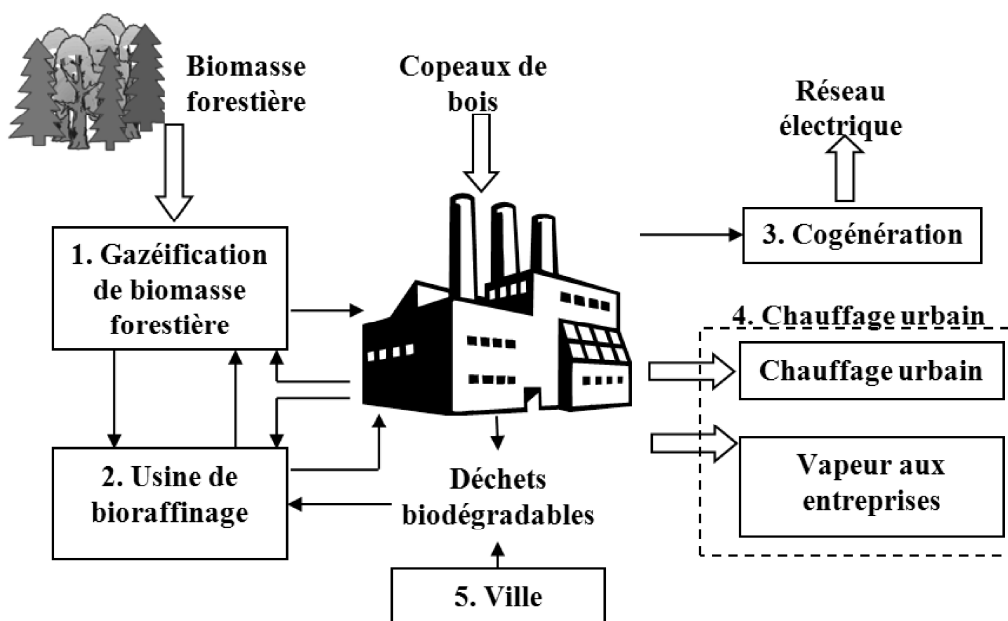 Biomasse
forestière
Copeaux de
bois
Réseau
électrique
1. Gazéification
de biomasse
forestière
3. Cogénération
4. Chauffage urbain
Chauffage urbain
Vapeur aux
entreprises
2. Usine de
bioraffinage
Déchets
biodégradables
5. Ville